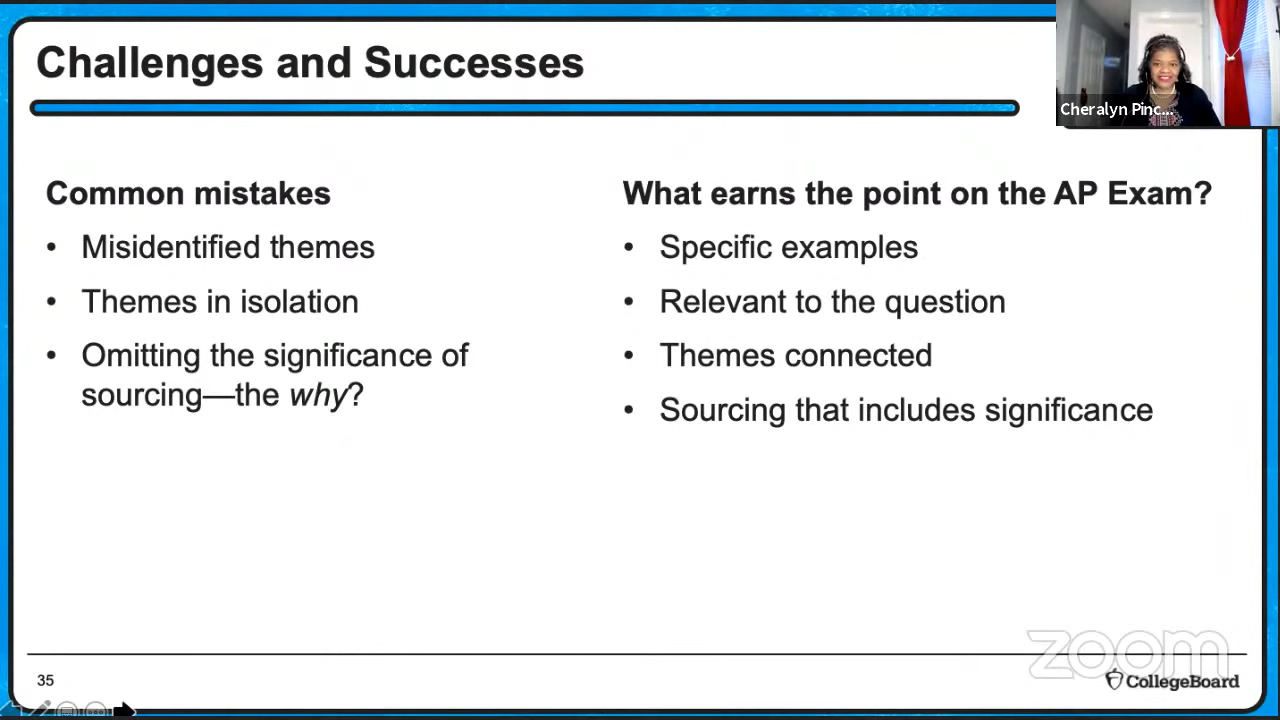 Challenges and Successes
Cheralyn Pinc...
Common mistakes
• Misidentified themes
• Themes in isolation
• Omitting the significance of
sourcing—the why?
What earns the point on the AP Exam?
• Specific examples
• Relevant to the question
• Themes connected
• Sourcing that includes significance
zoom
35
CollegeBoard